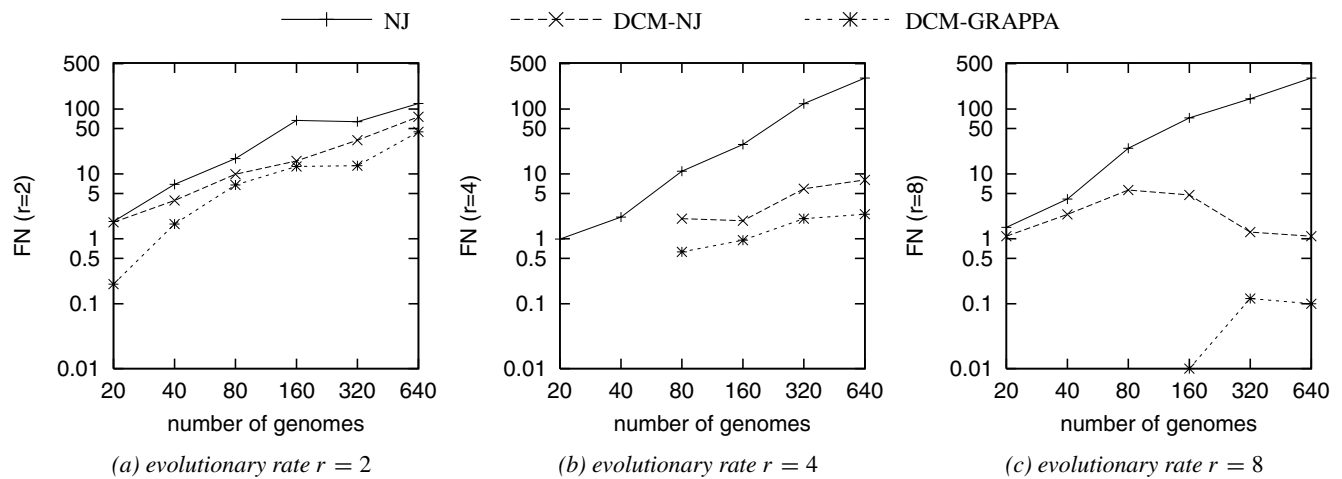 NJ DCM-NJ DCM-GRAPPA
500
100
50
10
5
1
0.5
0.1
0.01
FN (r=2)
20 40 80 160 320 640
number of genomes
(a) evolutionary rate r = 2
500
100
50
10
5
1
0.5
0.1
0.01
FN (r=4)
20 40 80 160 320 640
number of genomes
(b) evolutionary rate r = 4
500
100
50
10
5
1
0.5
0.1
0.01
FN (r=8)
20 40 80 160 320 640
number of genomes
(c) evolutionary rate r = 8